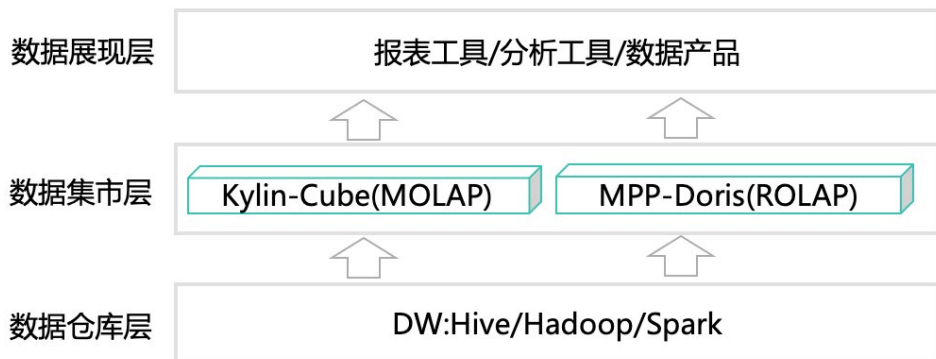 数据展现层
报表工具/分析工具/数据产品
数据集市层
Kylin-Cube(MOLAP)
MPP-Doris(ROLAP)
数据仓库层
DW:Hive/Hadoop/Spark